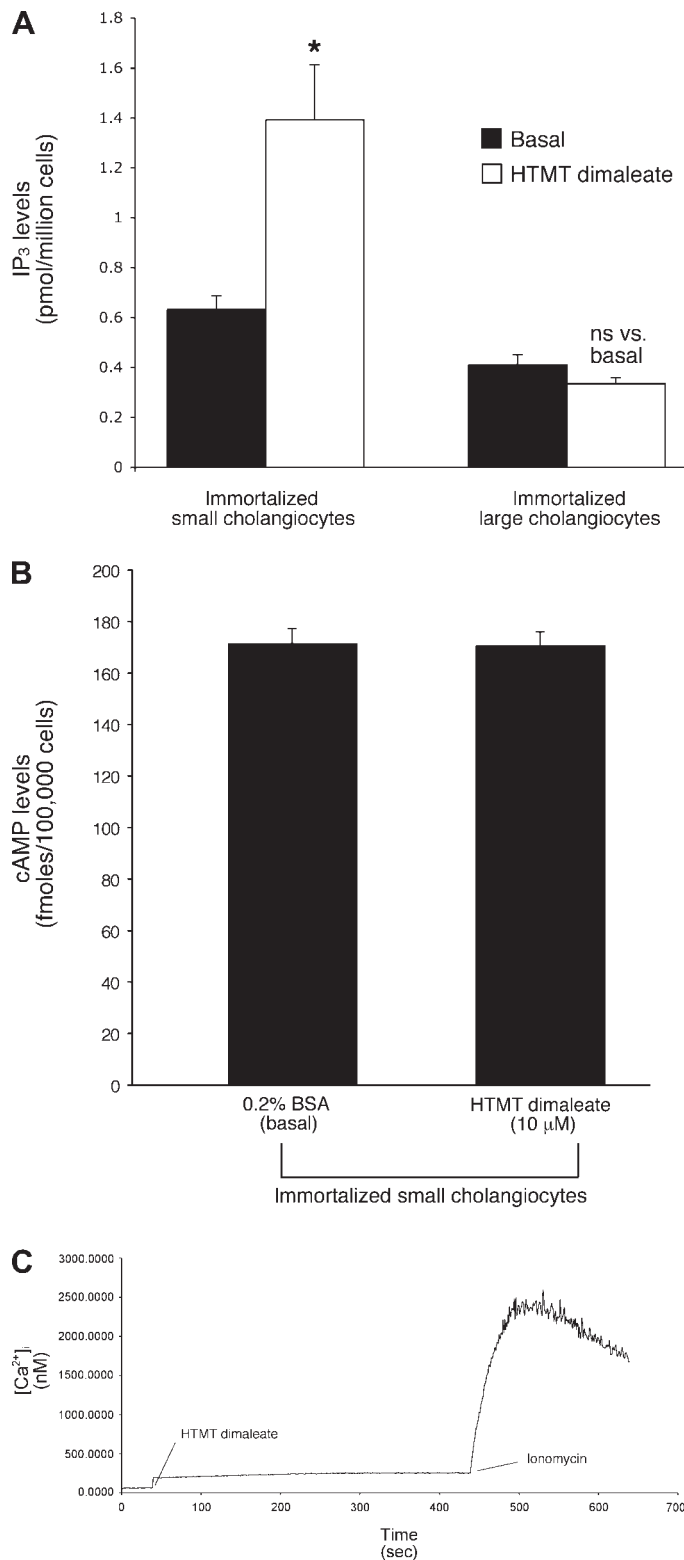 A
1.8
1.6
1.4
1.2
1
0.8
0.6
0.4
0.2
0
IP3 levels
(pmol/million cells)
*
Basal
HTMT dimaleate
ns vs.
basal
Immortalized
small cholangiocytes
Immortalized
large cholangiocytes
B
200
180
160
140
120
100
80
60
40
20
0
cAMP levels
(fmoles/100,000 cells)
0.2% BSA
(basal)
HTMT dimaleate
(10 μM)
Immortalized small cholangiocytes
C
3000.0000
2500.0000
2000.0000
1500.0000
1000.0000
500.0000
0.0000
[Ca2+]i
(nM)
HTMT dimaleate
Ionomycin
0 100 200 300 400 500 600 700
Time
(sec)